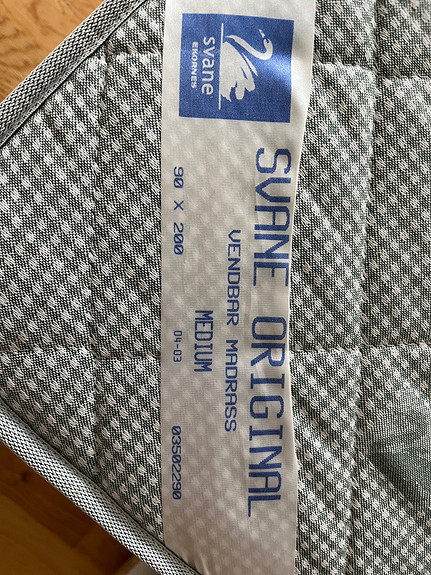 svane
EKORNES
SVANE ORIGINAL
VENDBAR MADRASS
MEDIUM
90 X 200
04-03
03502290